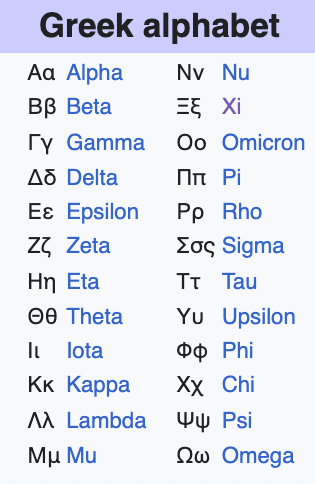 Greek alphabet
Αα Alpha Νν Nu
Ββ Beta Ξξ Xi
Γγ Gamma Οο Omicron
Δδ Delta Ππ Pi
Εε Epsilon Ρρ Rho
Ζζ Zeta Σσς Sigma
Ηη Eta Ττ Tau
Θθ Theta Υυ Upsilon
Ιι Iota Φφ Phi
Κκ Kappa Χχ Chi
Λλ Lambda Ψψ Psi
Μμ Mu Ωω Omega